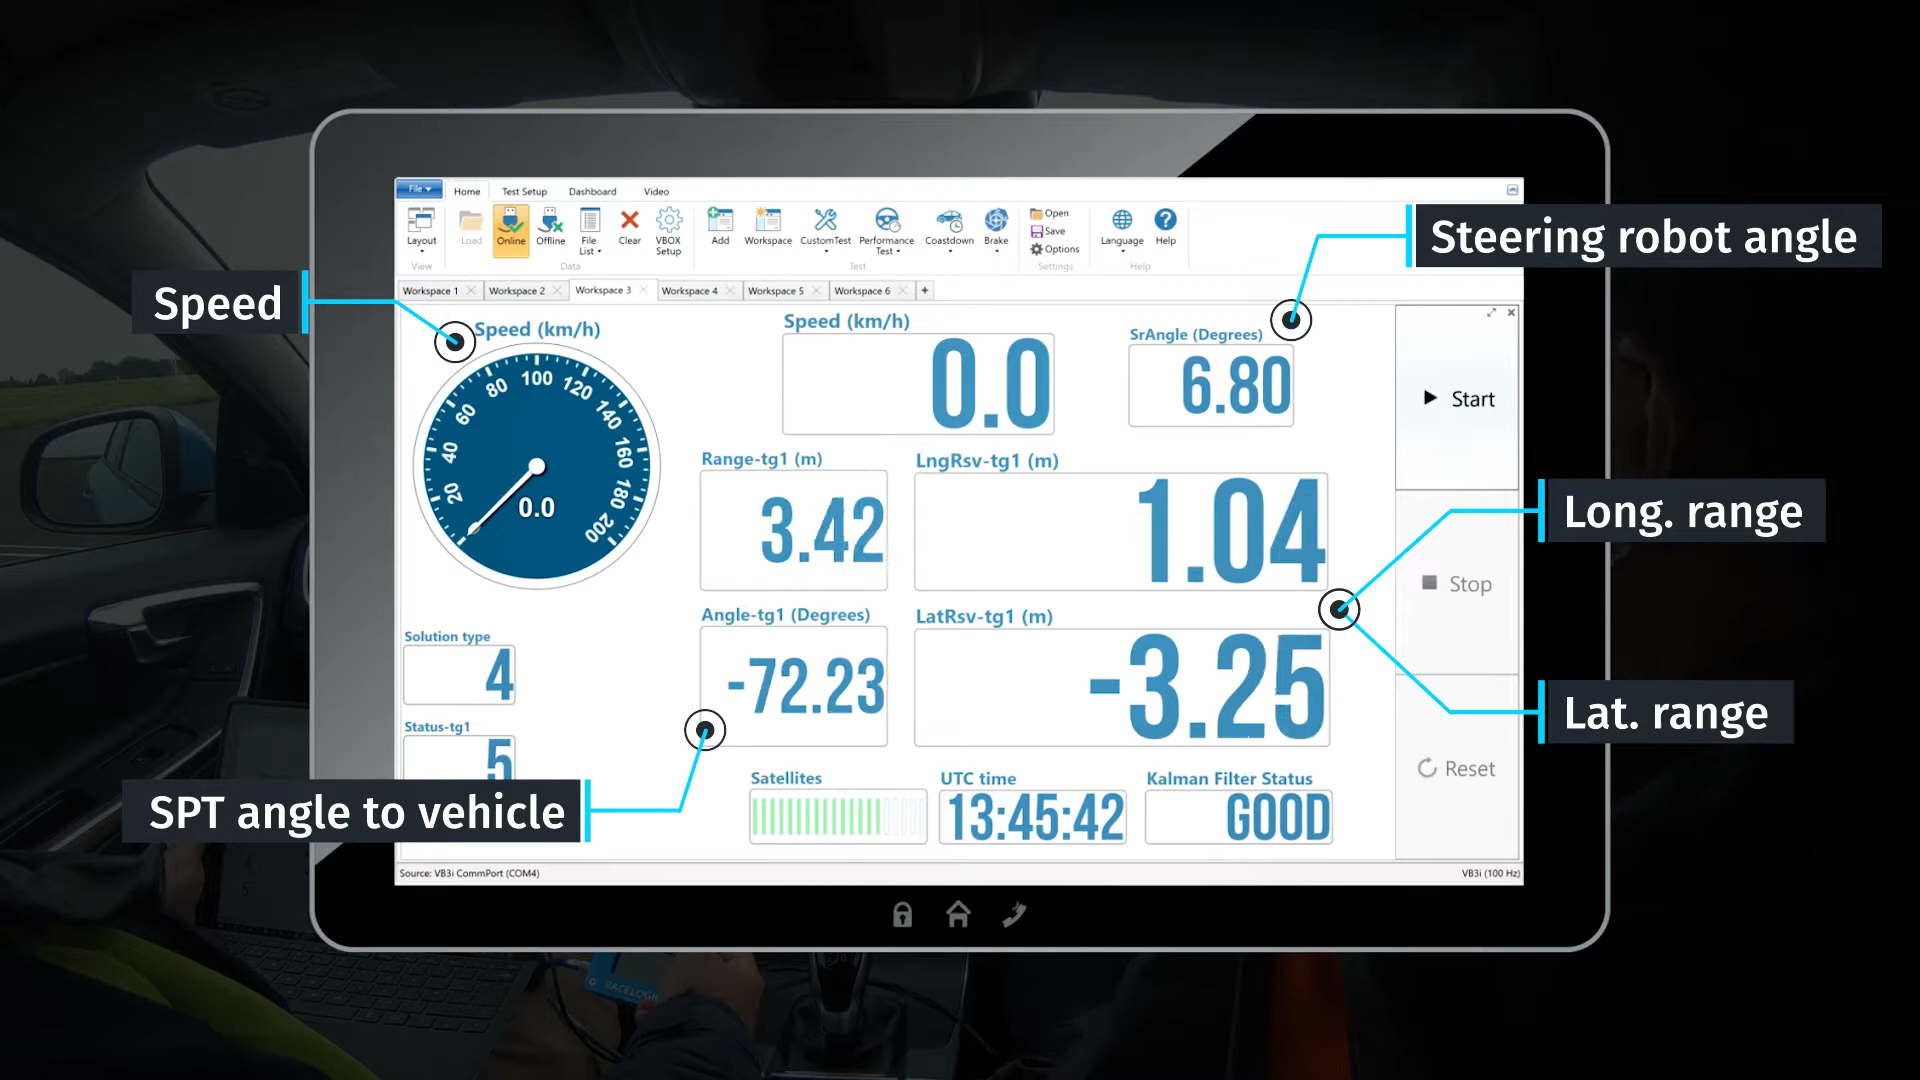 File
Home
Test Setup
Dashboard
Video
Layout
Load
Online
Offline
File
List
Clear
VBOX
Setup
Add
Workspace
CustomTest
Performance
Test
Coastdown
Brake
Open
Save
Options
Language
Help
View
Data
Test
Settings
Help
Workspace 1
Workspace 2
Workspace 3
Workspace 4
Workspace 5
Workspace 6
+
Steering robot angle
Speed
Speed (km/h)
20
40
60
80
100
120
140
160
180
200
0.0
Speed (km/h)
0.0
SrAngle (Degrees)
6.80
Start
Range-tg1 (m)
3.42
LngRsv-tg1 (m)
1.04
Long. range
Stop
Angle-tg1 (Degrees)
-72.23
LatRsv-tg1 (m)
-3.25
Lat. range
Solution type
4
Status-tg1
5
SPT angle to vehicle
Satellites
UTC time
13:45:42
Kalman Filter Status
GOOD
Reset
Source: VB3i CommPort (COM4)
VB3i (100 Hz)
RACELOGIC